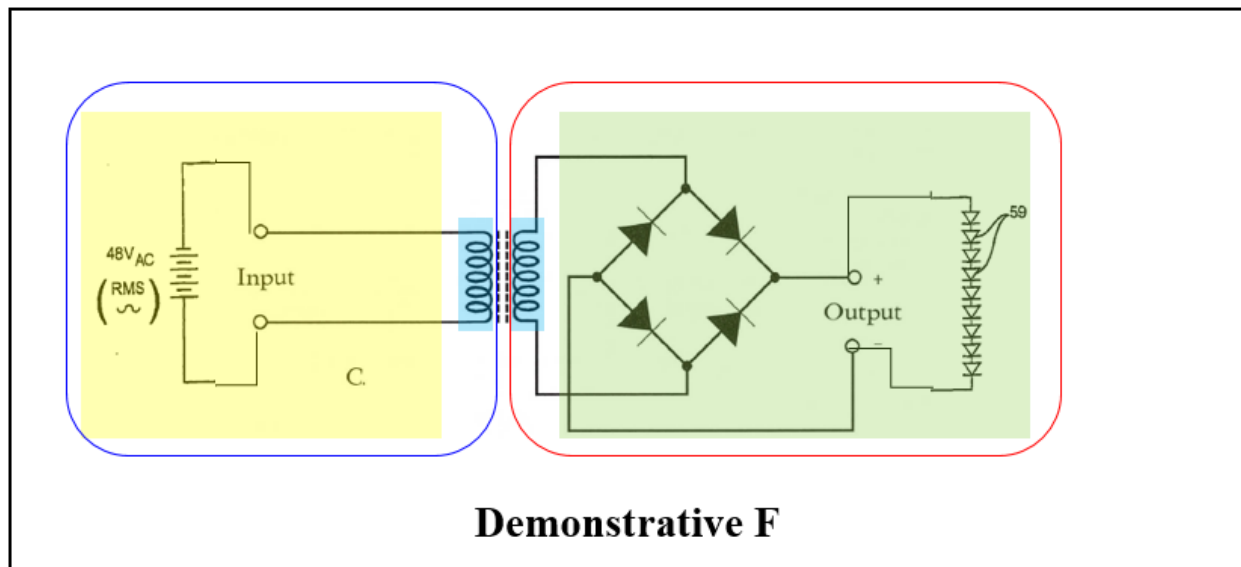 48VAC
(RMS
∿)
Input
C.
+
Output
−
59
Demonstrative F